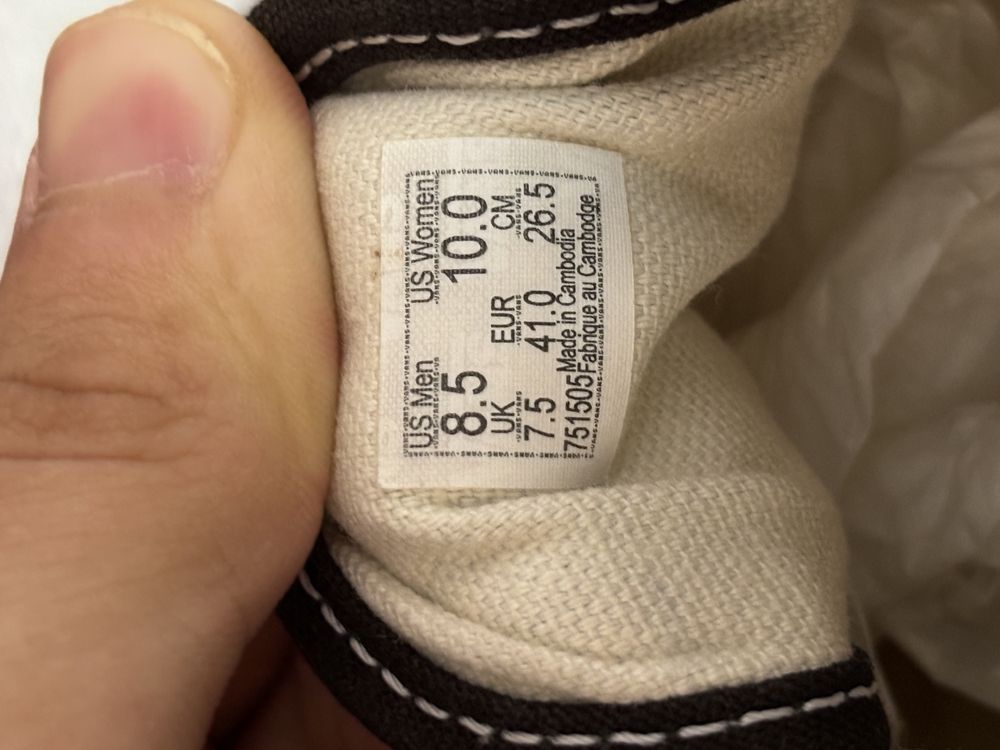 US Men US Women
8.5 10.0
UK EUR CM
7.5 41.0 26.5
751505 Made in Cambodia
Fabrique au Cambodge